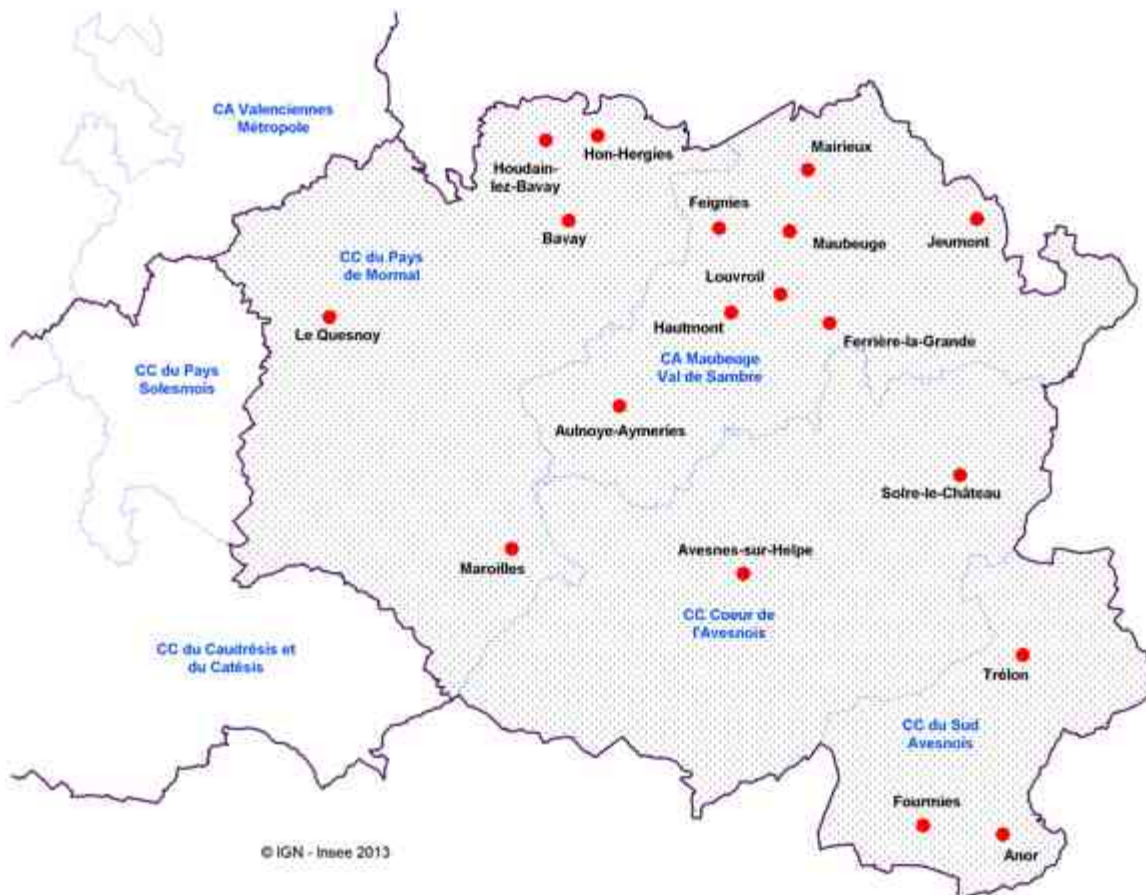 CA Valenciennes
Métropole
Houdain-
lez-Bavay
Hon-Hergies
Mairieux
Feignies
Bavay
Maubeuge
Jeumont
CC du Pays
de Mormal
Louvroil
Le Quesnoy
Hautmont
Ferrière-la-Grande
CC du Pays
Solesmois
CA Maubeuge
Val de Sambre
Aulnoye-Aymeries
Solre-le-Château
Avesnes-sur-Helpe
Maroilles
CC Coeur de
l'Avesnois
CC du Caudrésis et
du Catésis
Trélon
CC du Sud
Avesnois
Fourmies
Anor
© IGN - Insee 2013